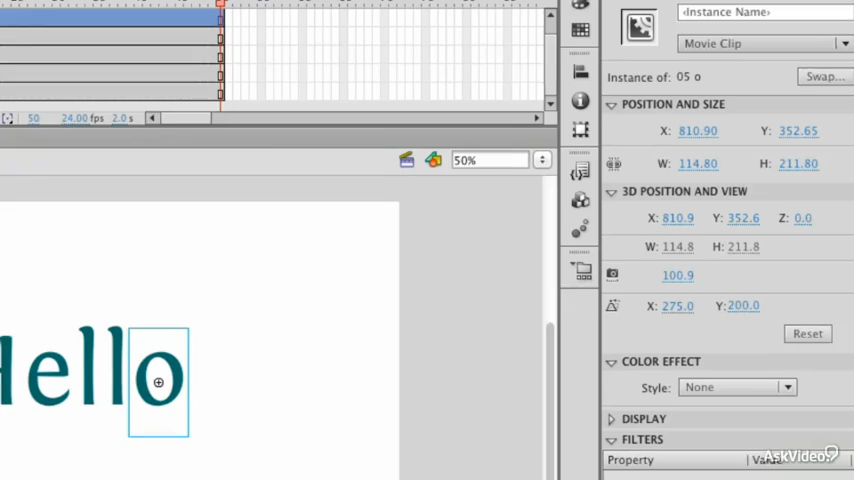 ‹Instance Name›
Movie Clip
Instance of: 05 o
Swap...
50 24.00 fps 2.0 s
POSITION AND SIZE
X: 810.90 Y: 352.65
50%
W: 114.80 H: 211.80
3D POSITION AND VIEW
X: 810.9 Y: 352.6 Z: 0.0
W: 114.8 H: 211.8
100.9
X: 275.0 Y: 200.0
Reset
Hello
COLOR EFFECT
Style: None
DISPLAY
FILTERS
Property Value
AskVideo